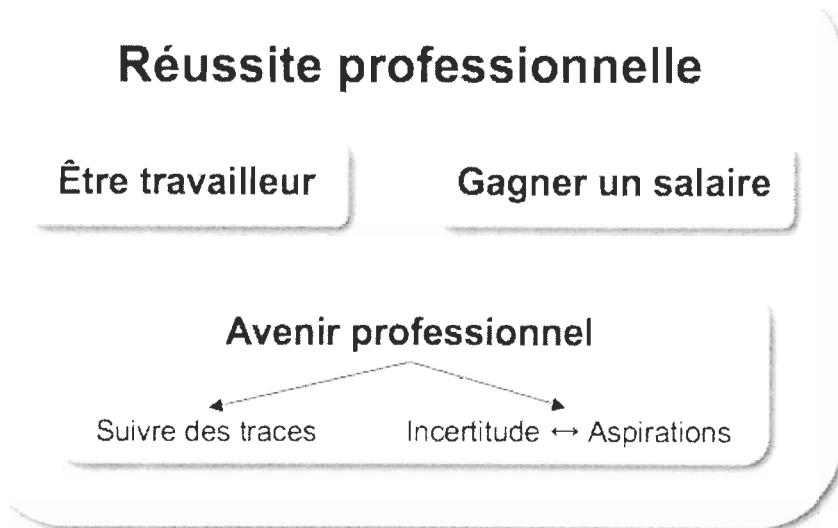 Réussite professionnelle
Être travailleur
Gagner un salaire
Avenir professionnel
Suivre des traces
Incertitude ↔ Aspirations